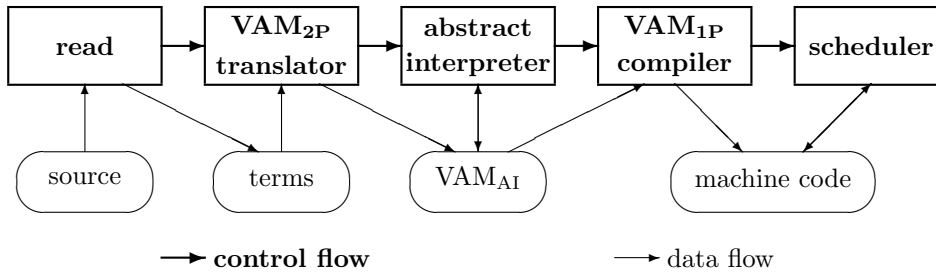 read
VAM2P
translator
abstract
interpreter
VAM1P
compiler
scheduler
source
terms
VAMAI
machine code
control flow
data flow